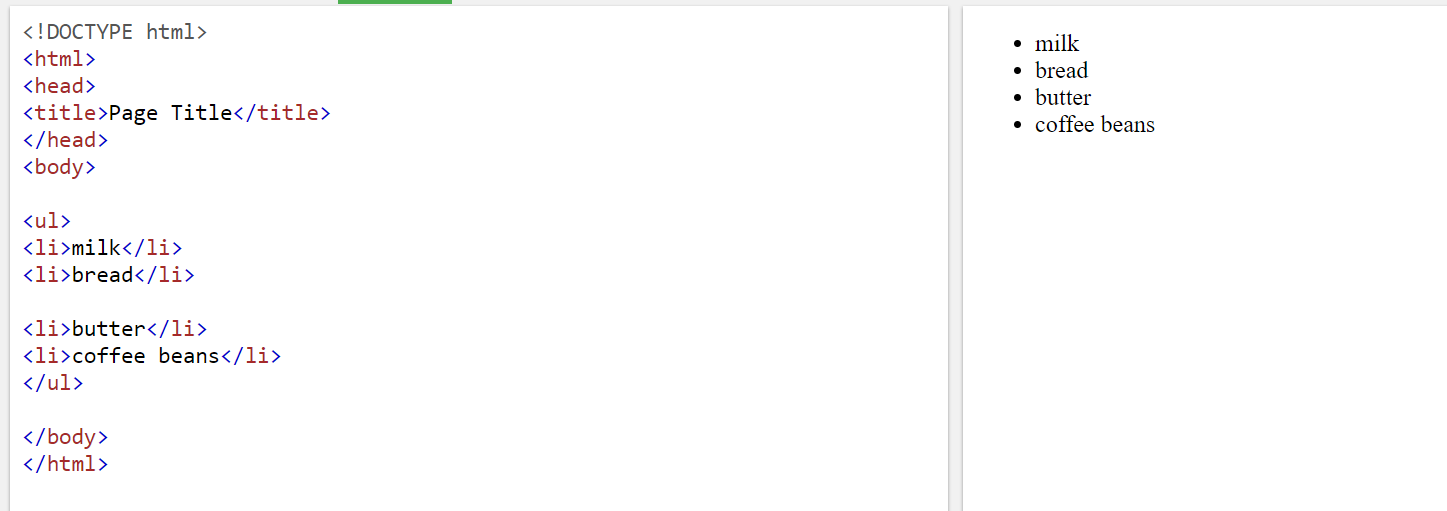 <!DOCTYPE html>
<html>
<head>
<title>Page Title</title>
</head>
<body>
<ul>
<li>milk</li>
<li>bread</li>
<li>butter</li>
<li>coffee beans</li>
</ul>
</body>
</html>
milk
bread
butter
coffee beans